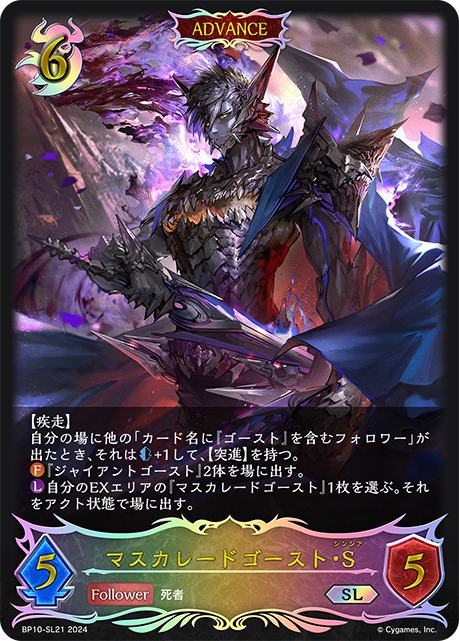 ADVANCE
6
【疾走】
自分の場に他の「カード名に『ゴースト』を含むフォロワー」が
出たとき、それは+1して、【突進】を持つ。
F『ジャイアントゴースト』2体を場に出す。
L自分のEXエリアの『マスカレードゴースト』1枚を選ぶ。それ
をアクト状態で場に出す。
シンシア
マスカレードゴースト・S
5
Follower 死者
SL
5
BP10-SL21 2024
© Cygames, Inc.